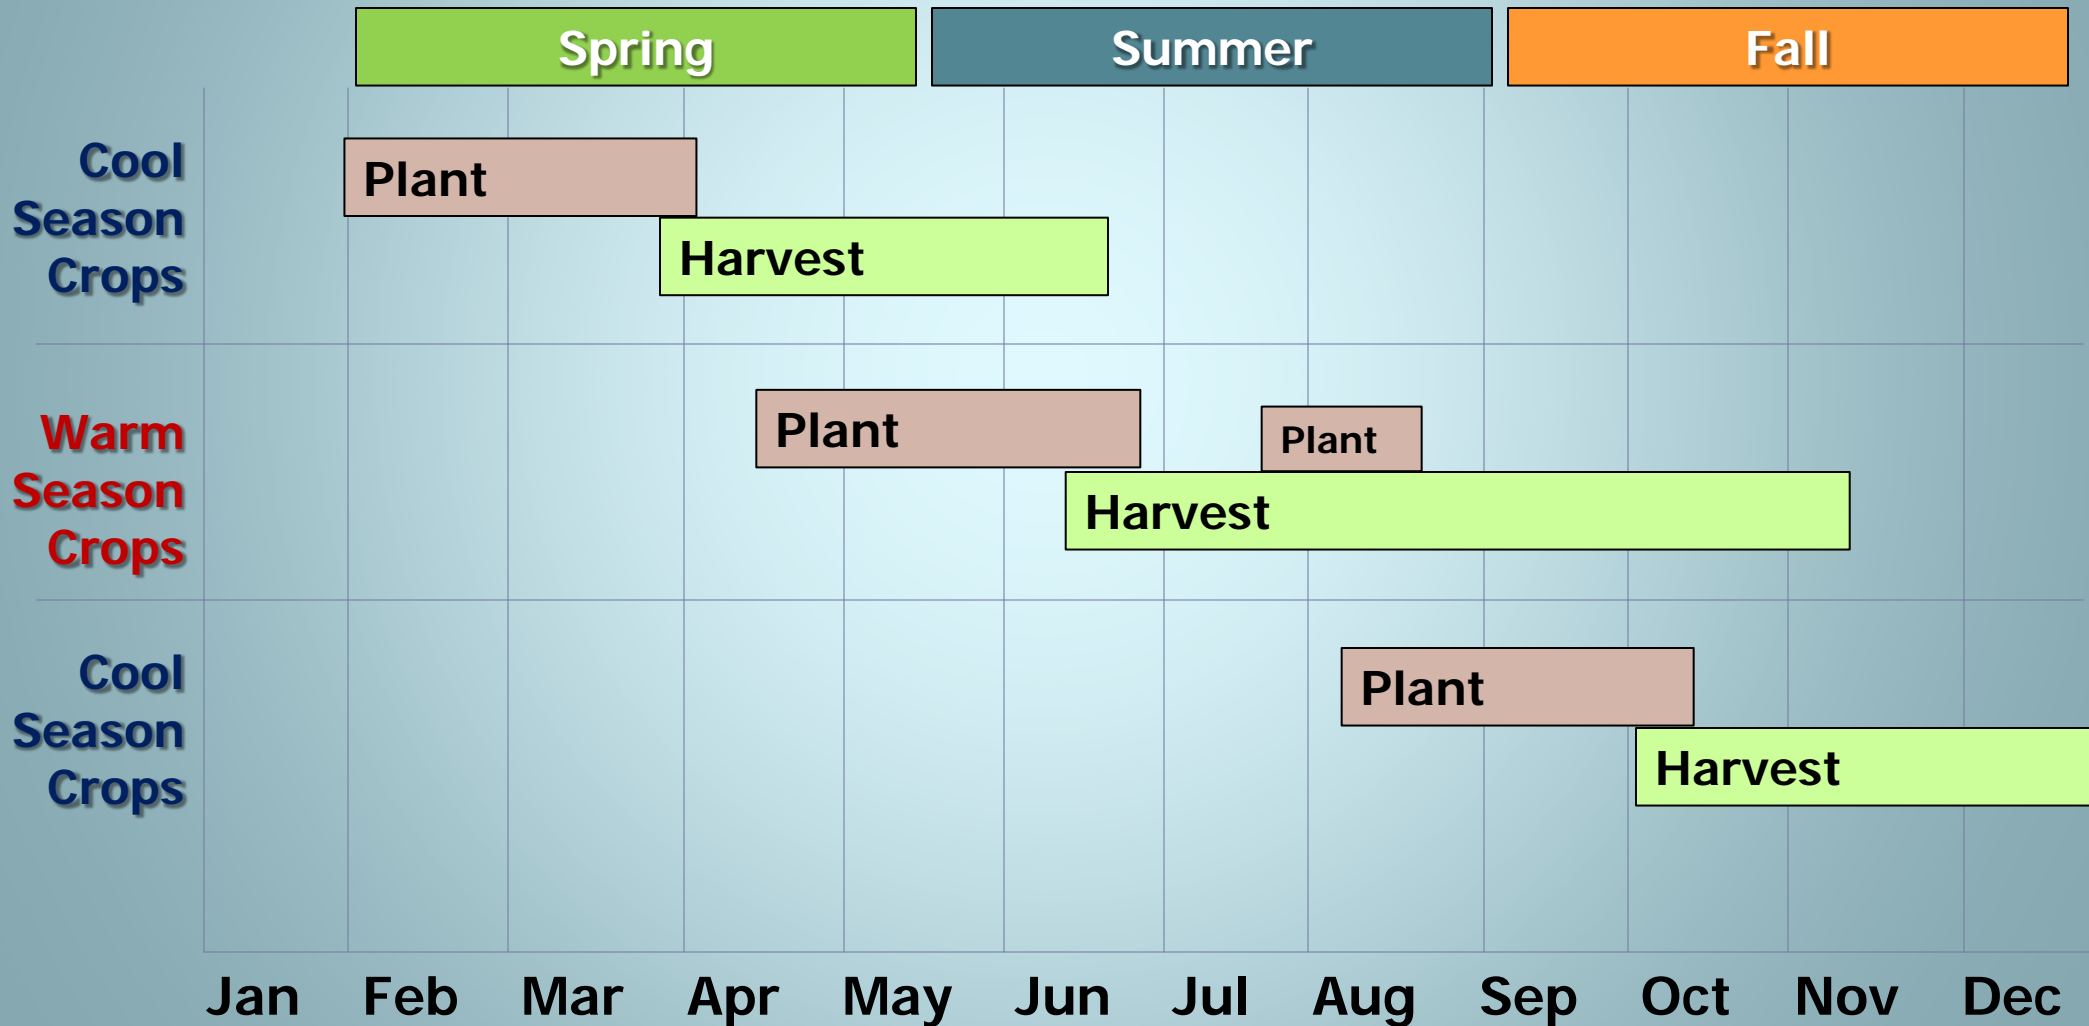 Spring
Summer
Fall
Cool
Season
Crops
Plant
Harvest
Warm
Season
Crops
Plant
Plant
Harvest
Cool
Season
Crops
Plant
Harvest
Jan Feb Mar Apr May Jun Jul Aug Sep Oct Nov Dec